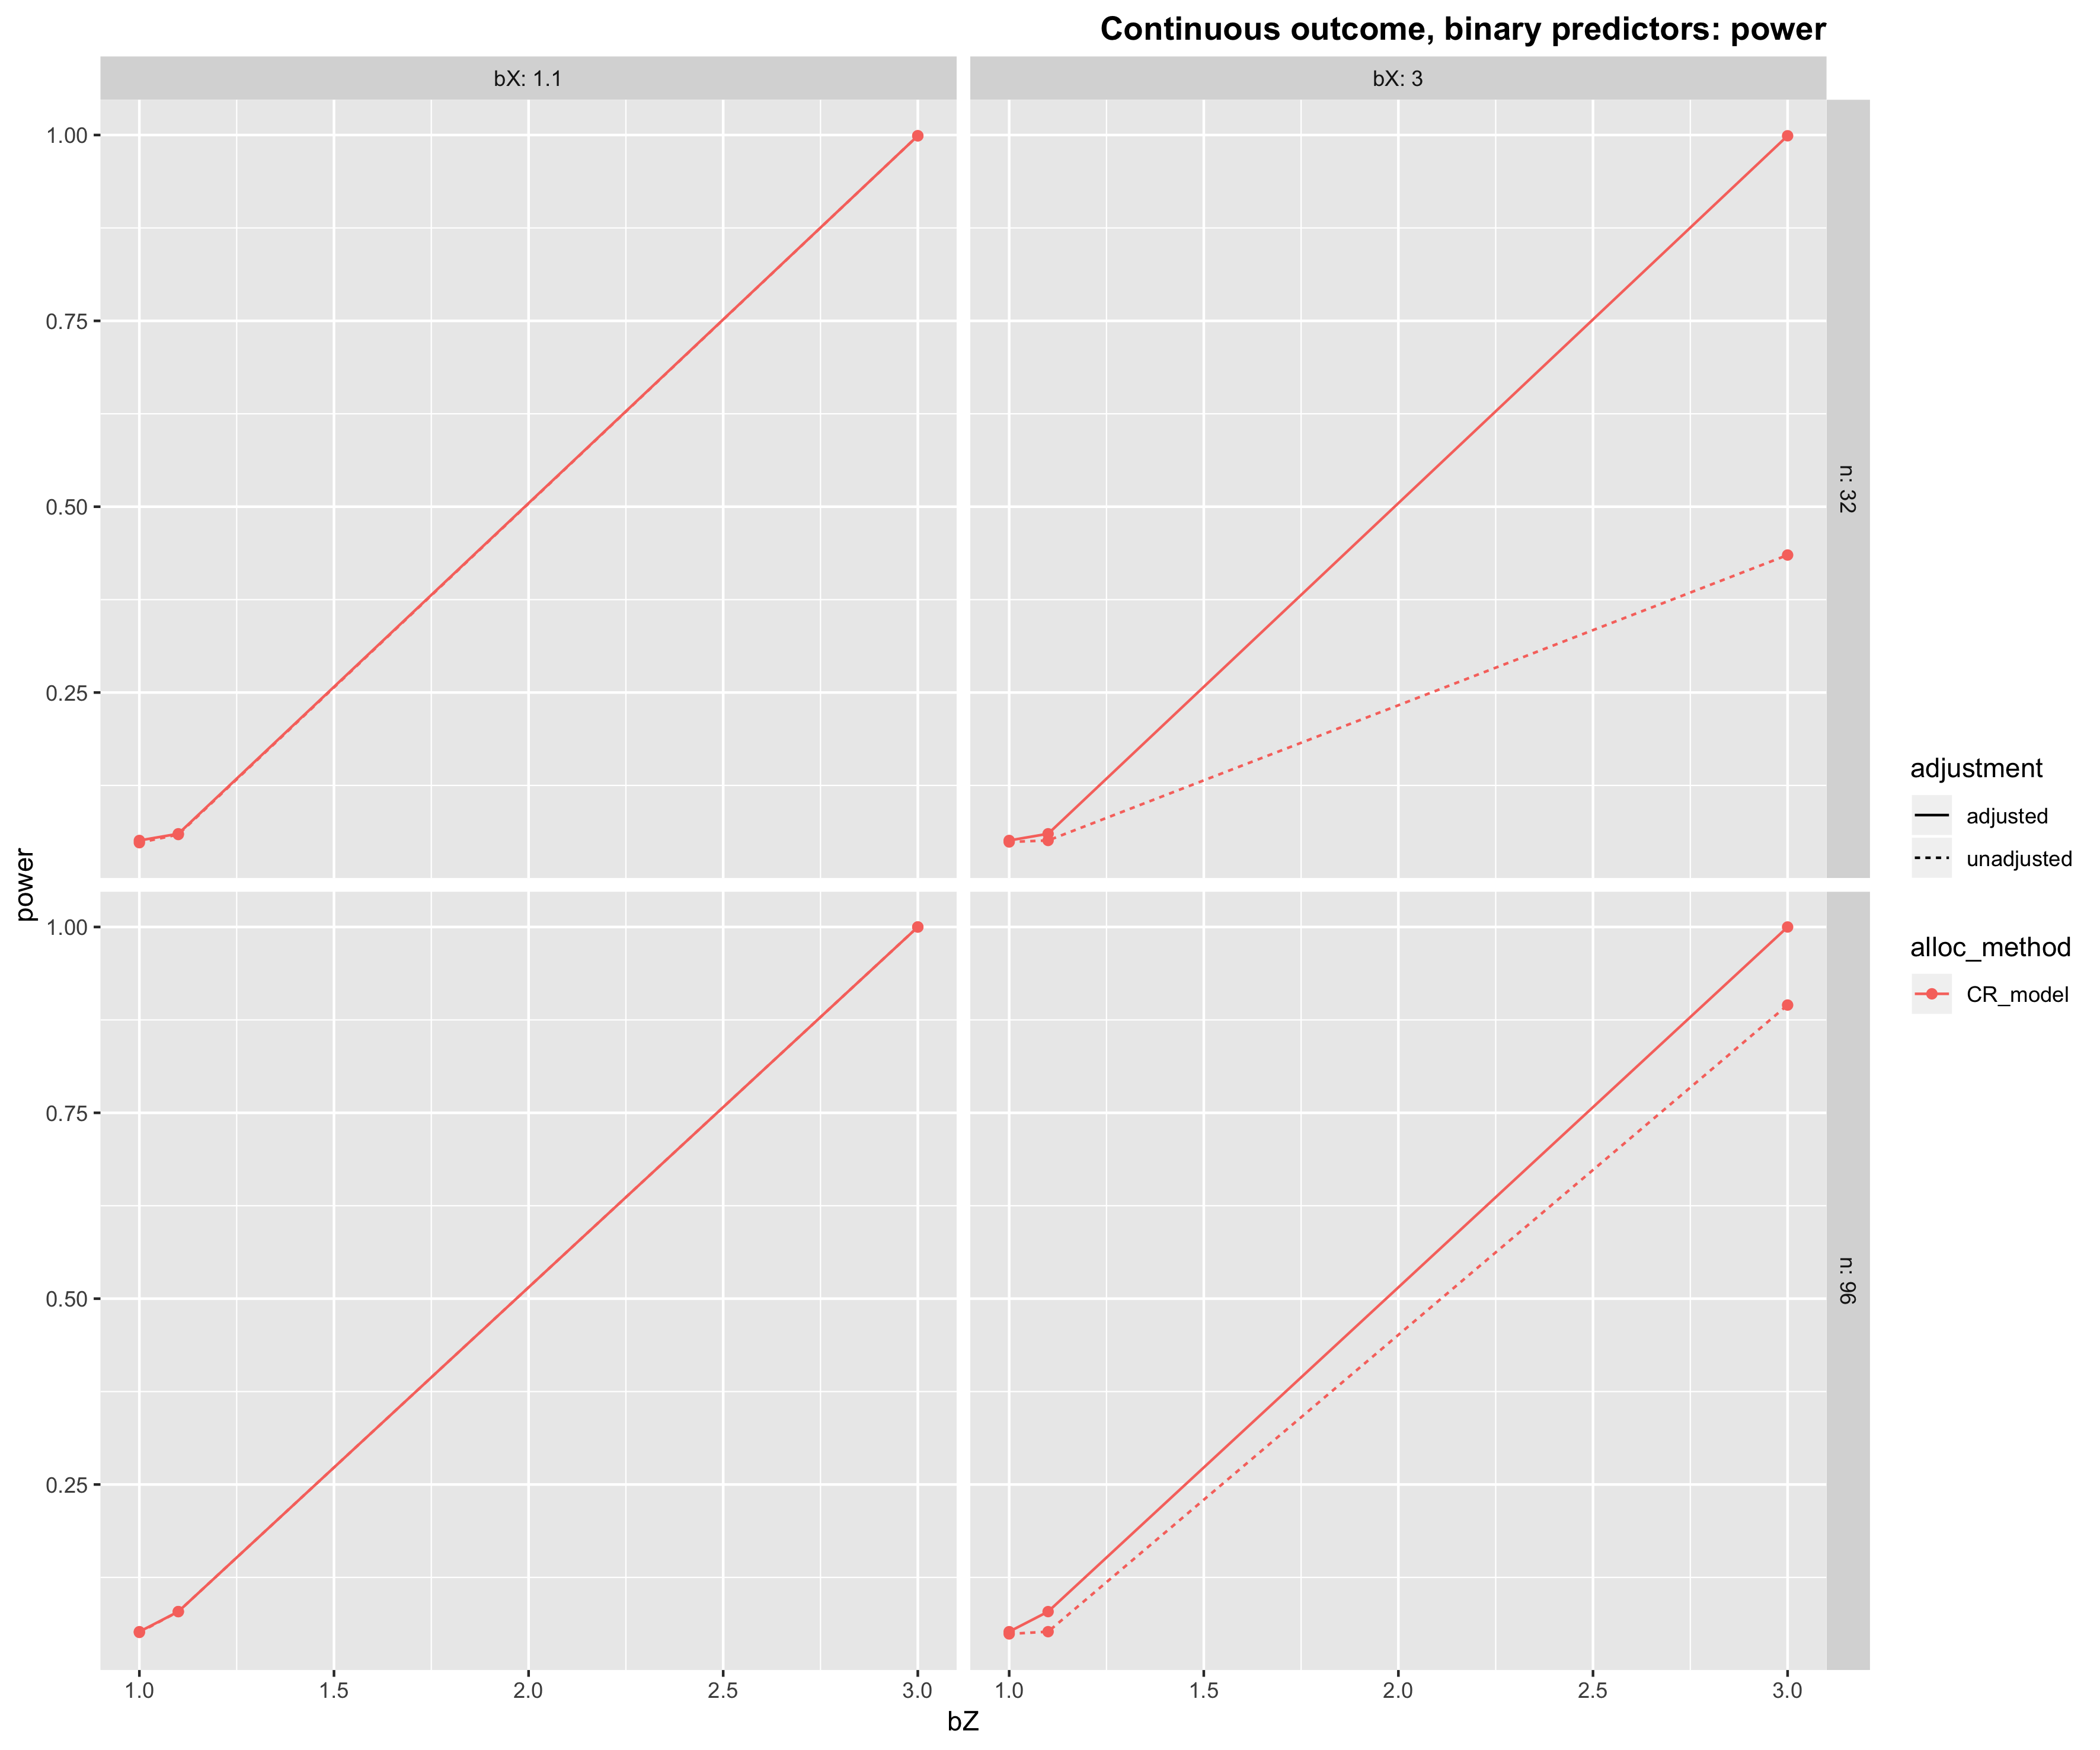 Continuous outcome, binary predictors: power
bX: 1.1
bX: 3
1.00
0.75
0.50
0.25
n: 32
power
1.00
0.75
0.50
0.25
n: 96
1.0 1.5 2.0 2.5 3.0
1.0 1.5 2.0 2.5 3.0
bZ
adjustment
adjusted
unadjusted
alloc_method
CR_model